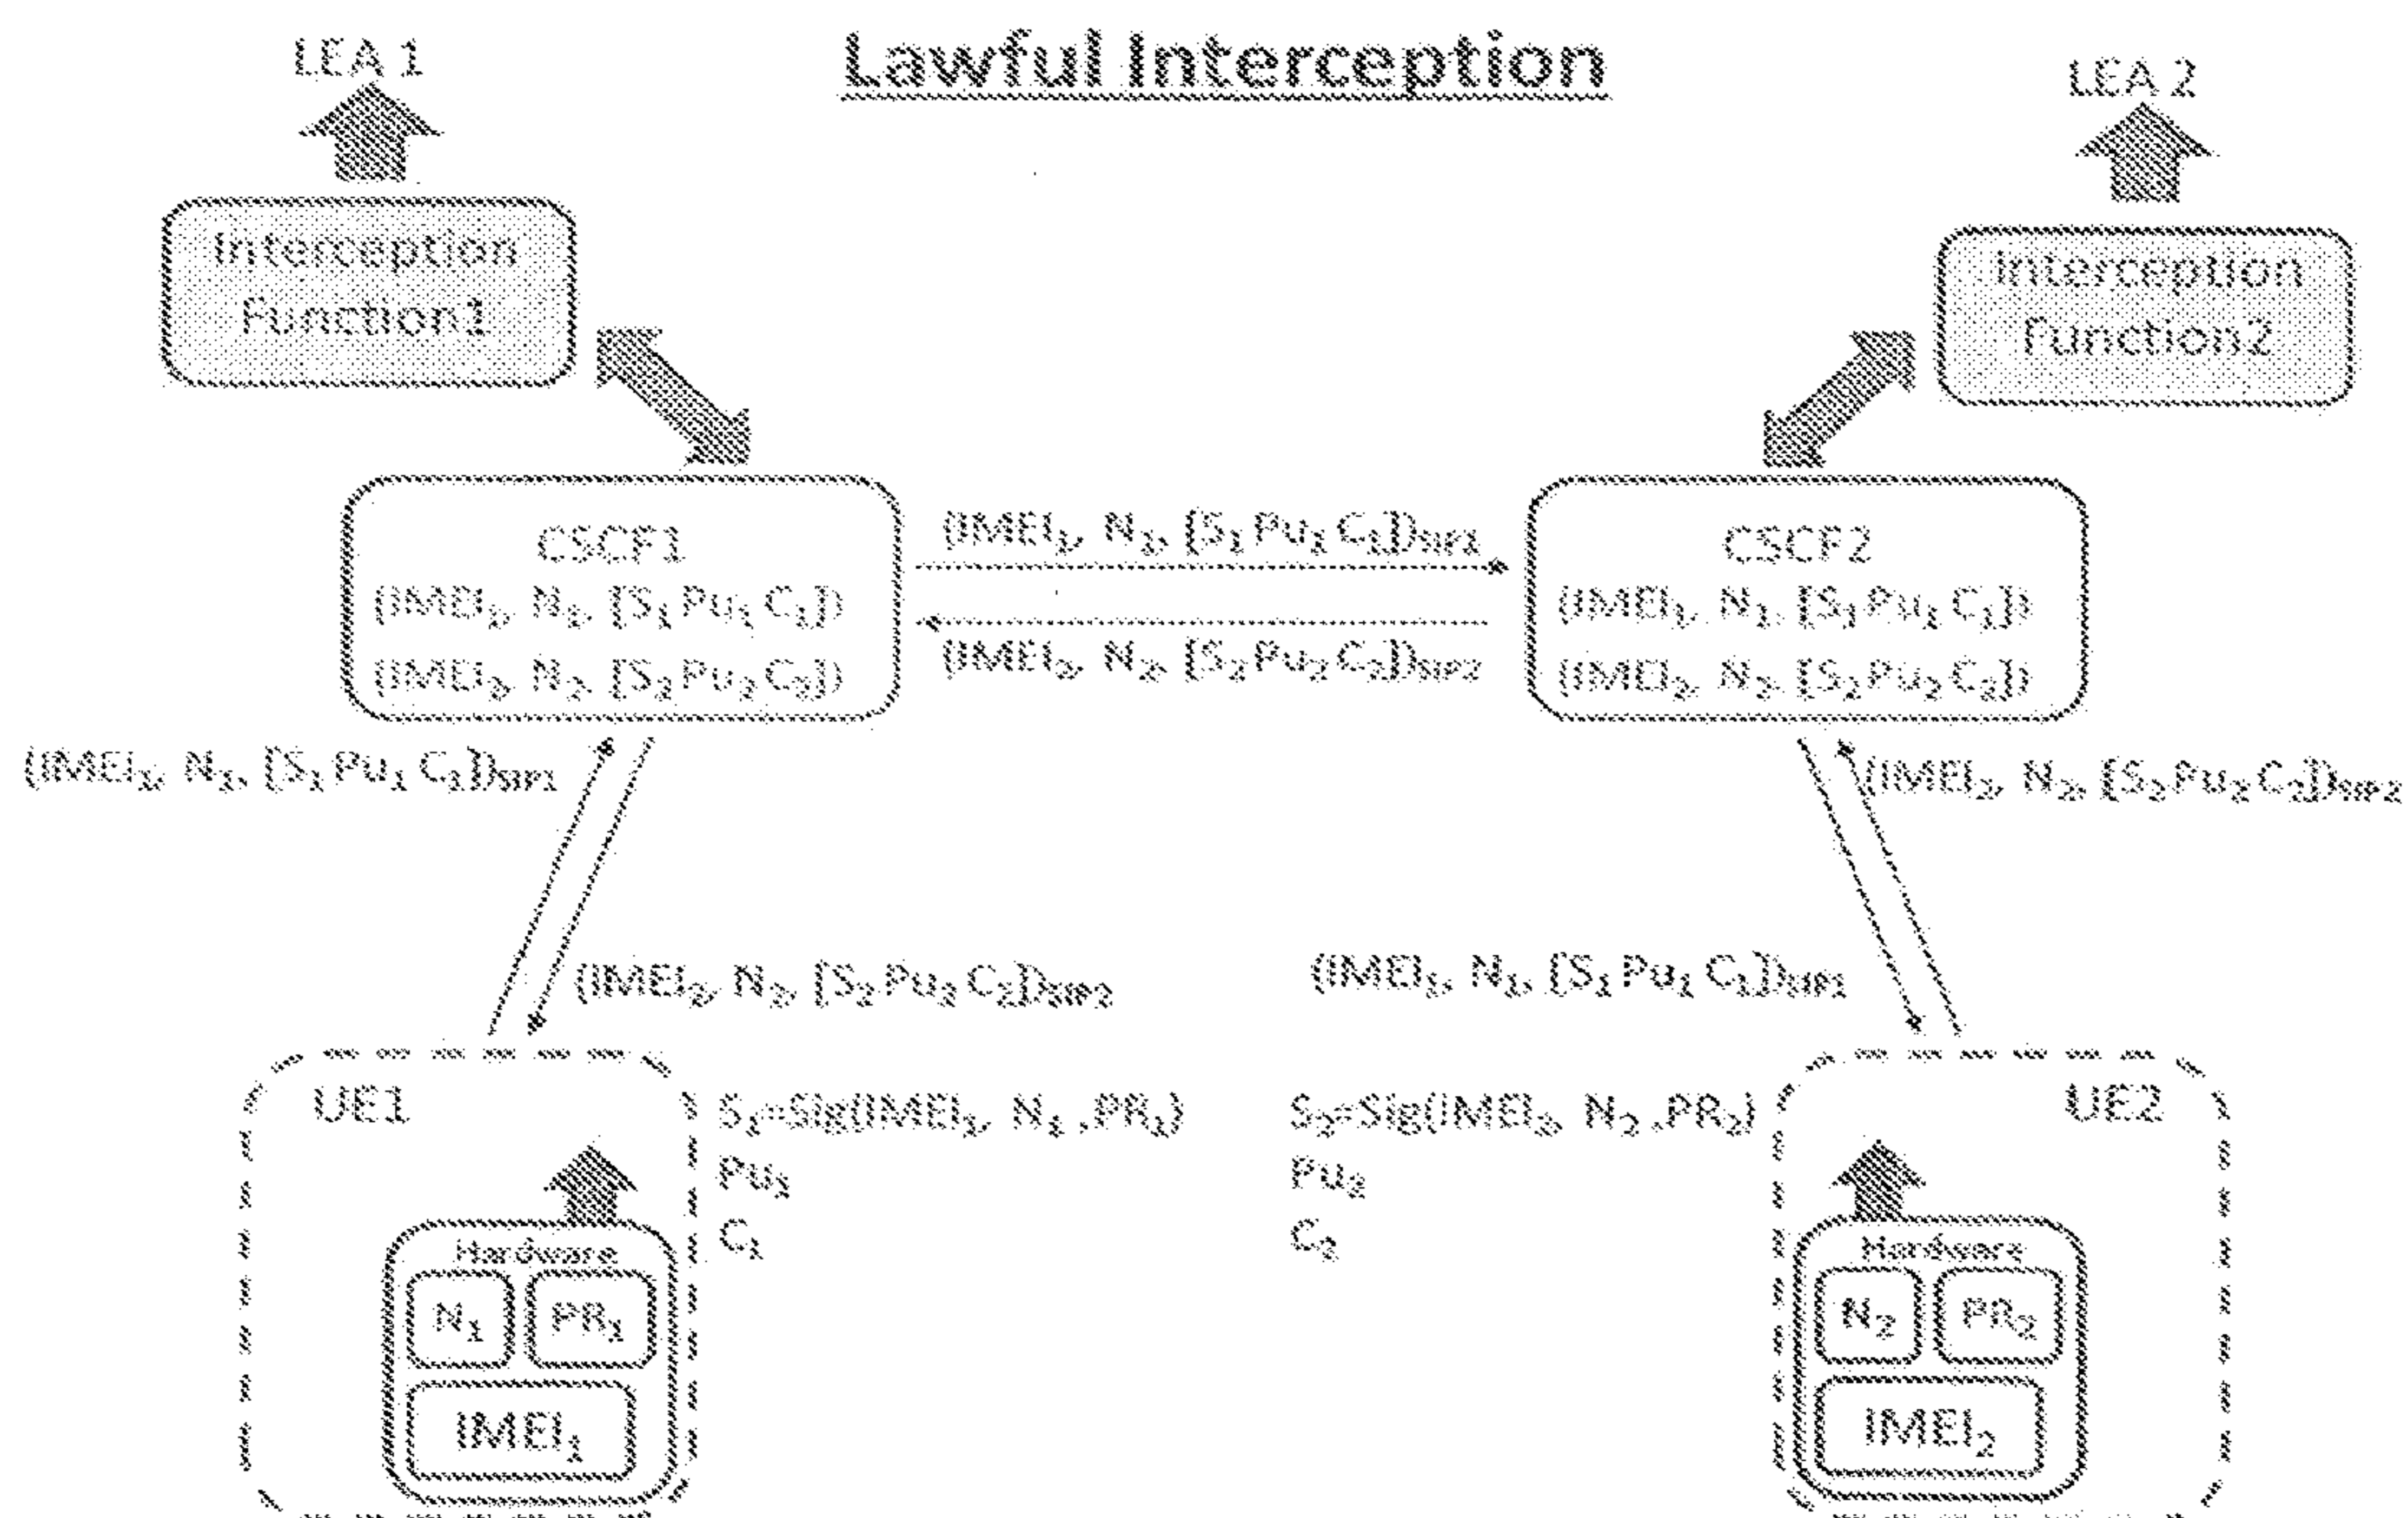 Lawful Interception
LEA 1
LEA 2
Interception
Function1
Interception
Function2
CSCF1
(IMEI₁, N₁, [S₁ Pu₁ C₁])
(IMEI₂, N₂, [S₂ Pu₂ C₂])
(IMEI₁, N₁, [S₁ Pu₁ C₁])SIP1
(IMEI₂, N₂, [S₂ Pu₂ C₂])SIP2
CSCF2
(IMEI₁, N₁, [S₁ Pu₁ C₁])
(IMEI₂, N₂, [S₂ Pu₂ C₂])
(IMEI₁, N₁, [S₁ Pu₁ C₁])SIP1
(IMEI₂, N₂, [S₂ Pu₂ C₂])SIP2
(IMEI₂, N₂, [S₂ Pu₂ C₂])SIP2
(IMEI₁, N₁, [S₁ Pu₁ C₁])SIP1
UE1
S₁=Sig(IMEI₁, N₁ ,PR₁)
Pu₁
C₁
Hardware
N₁
PR₁
IMEI₁
S₂=Sig(IMEI₂, N₂ ,PR₂)
Pu₂
C₂
UE2
Hardware
N₂
PR₂
IMEI₂